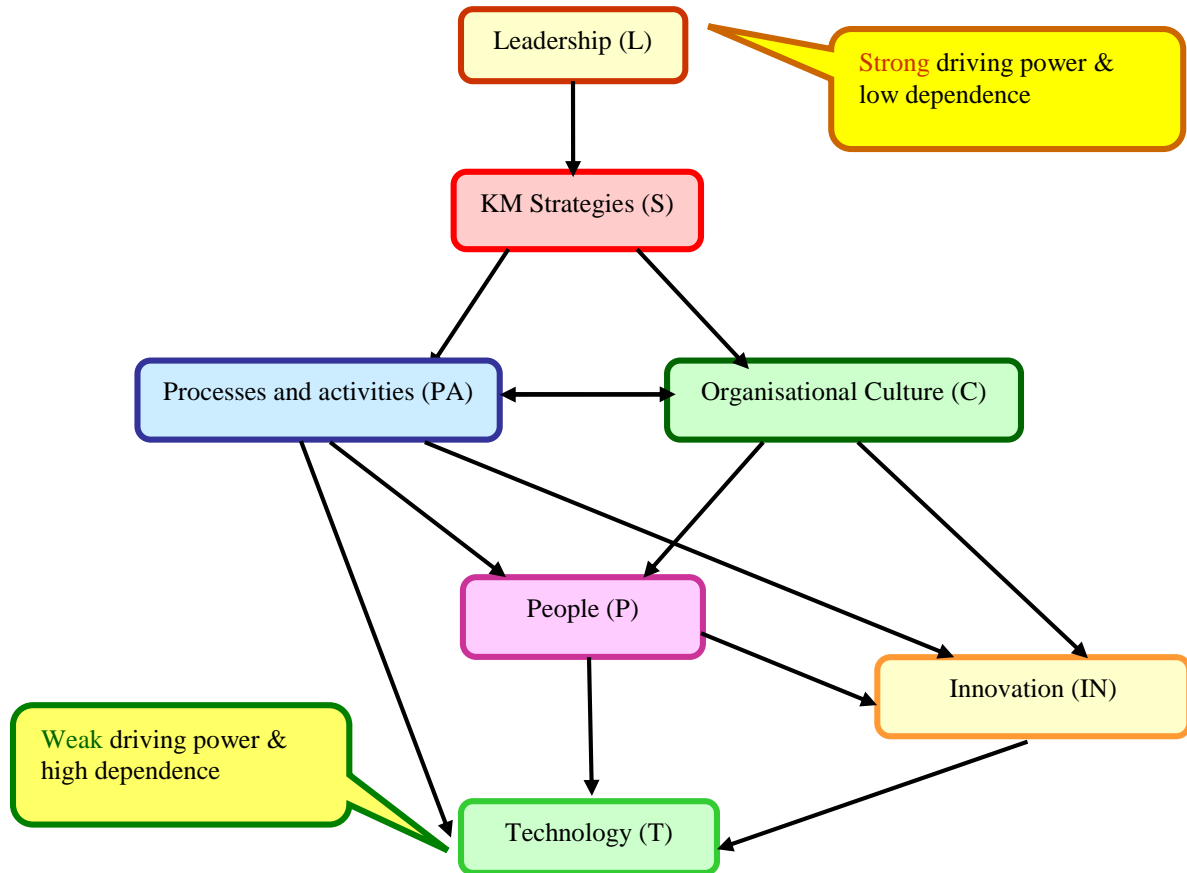 Leadership (L)
Strong driving power &
low dependence
KM Strategies (S)
Processes and activities (PA)
Organisational Culture (C)
People (P)
Innovation (IN)
Weak driving power &
high dependence
Technology (T)